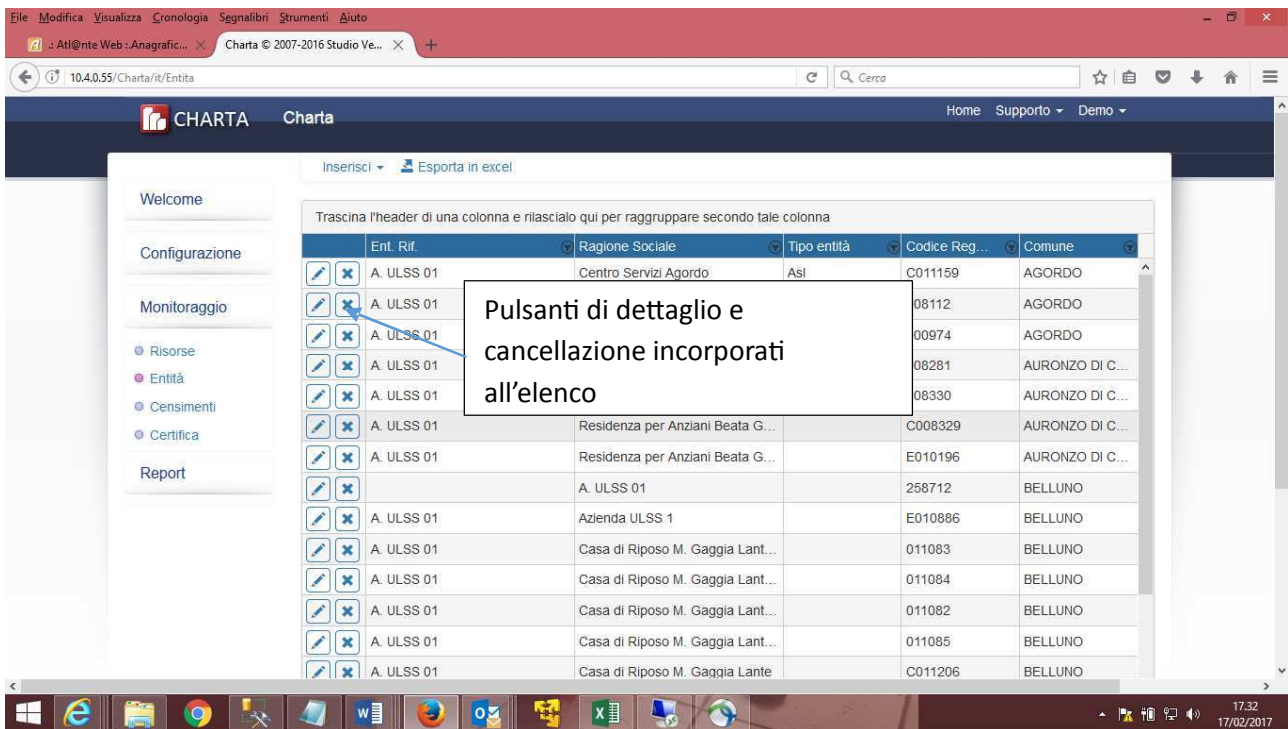 File Modifica Visualizza Cronologia Segnalibri Strumenti Aiuto
.: Atl@nte Web :.Anagrafic...
Charta © 2007-2016 Studio Ve...
10.4.0.55/Charta/it/Entita
Cerca
CHARTA
Charta
Home Supporto Demo
Inserisci Esporta in excel
Welcome
Configurazione
Monitoraggio
Risorse
Entità
Censimenti
Certifica
Report
Trascina l'header di una colonna e rilascialo qui per raggruppare secondo tale colonna
Ent. Rif. Ragione Sociale Tipo entità Codice Reg... Comune
A. ULSS 01 Centro Servizi Agordo Asl C011159 AGORDO
A. ULSS 01 08112 AGORDO
A. ULSS 01 00974 AGORDO
A. ULSS 01 08281 AURONZO DI C...
A. ULSS 01 08330 AURONZO DI C...
A. ULSS 01 Residenza per Anziani Beata G... C008329 AURONZO DI C...
A. ULSS 01 Residenza per Anziani Beata G... E010196 AURONZO DI C...
A. ULSS 01 258712 BELLUNO
A. ULSS 01 Azienda ULSS 1 E010886 BELLUNO
A. ULSS 01 Casa di Riposo M. Gaggia Lant... 011083 BELLUNO
A. ULSS 01 Casa di Riposo M. Gaggia Lant... 011084 BELLUNO
A. ULSS 01 Casa di Riposo M. Gaggia Lant... 011082 BELLUNO
A. ULSS 01 Casa di Riposo M. Gaggia Lant... 011085 BELLUNO
A. ULSS 01 Casa di Riposo M. Gaggia Lante C011206 BELLUNO
Pulsanti di dettaglio e
cancellazione incorporati
all'elenco
17.32
17/02/2017